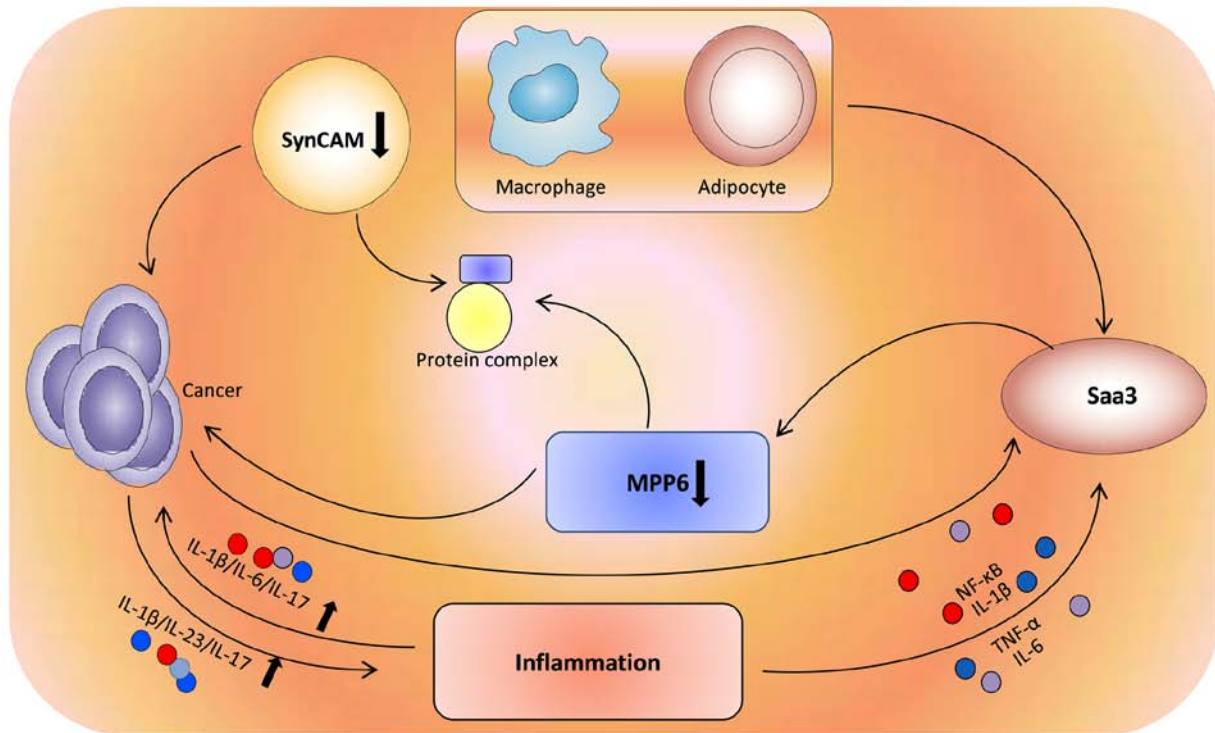 SynCAM
Macrophage
Adipocyte
Protein complex
Cancer
Saa3
MPP6
IL-1β/IL-6/IL-17
IL-1β/IL-23/IL-17
Inflammation
NF-κB
IL-1β
TNF-α
IL-6